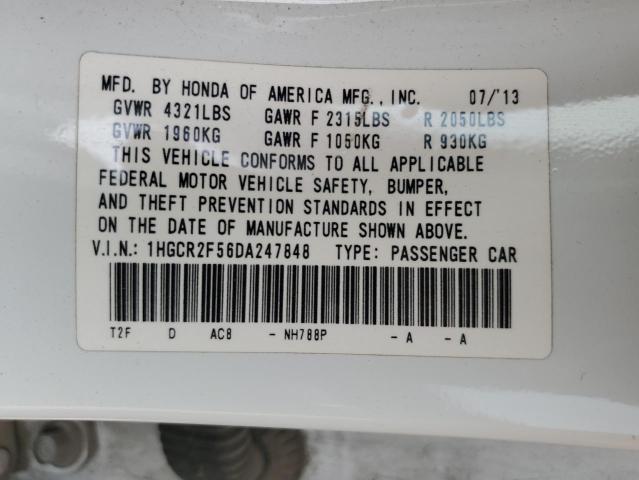 MFD. BY HONDA OF AMERICA MFG., INC. 07/'13
GVWR 4321LBS GAWR F 2315LBS R 2050LBS
GVWR 1960KG GAWR F 1050KG R 930KG
THIS VEHICLE CONFORMS TO ALL APPLICABLE
FEDERAL MOTOR VEHICLE SAFETY, BUMPER,
AND THEFT PREVENTION STANDARDS IN EFFECT
ON THE DATE OF MANUFACTURE SHOWN ABOVE.
V.I.N.: 1HGCR2F56DA247848 TYPE: PASSENGER CAR
T2F D AC8 - NH788P - A - A